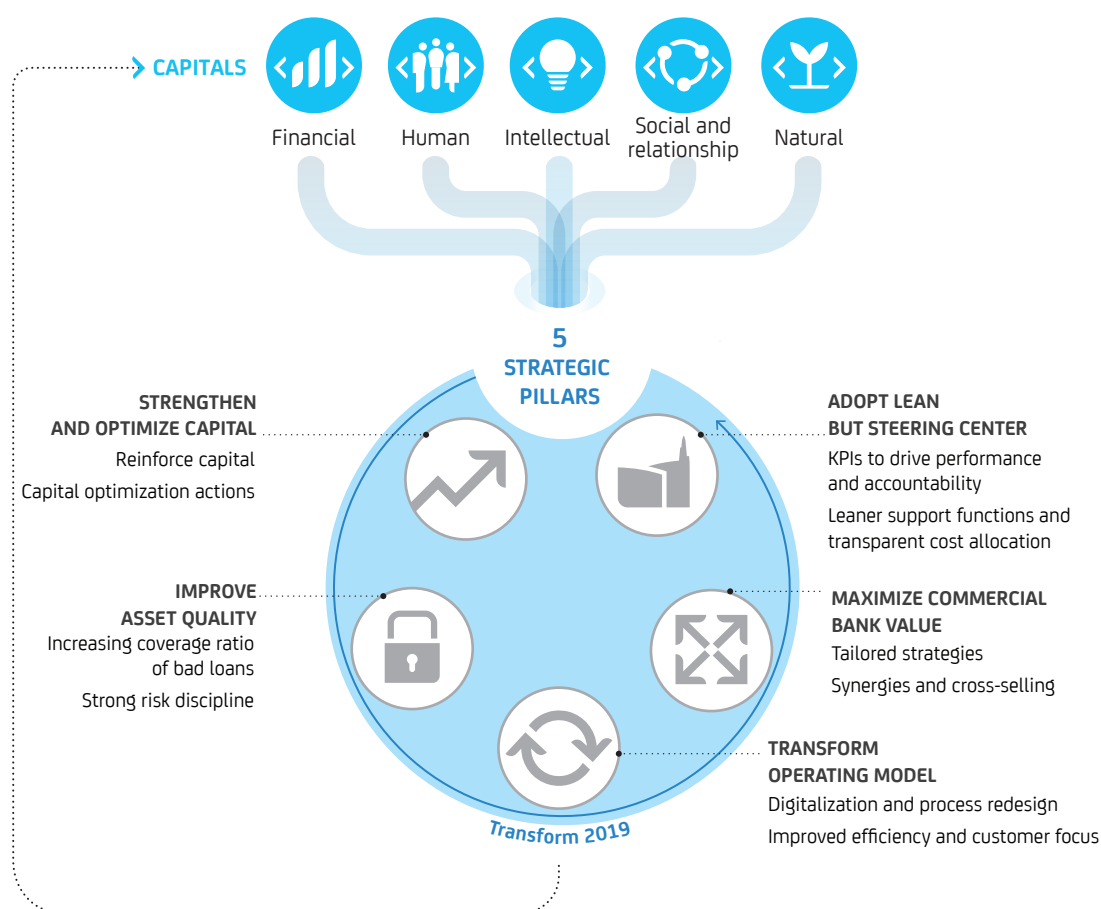 CAPITALS
Financial
Human
Intellectual
Social and
relationship
Natural
5
STRATEGIC
PILLARS
STRENGTHEN
AND OPTIMIZE CAPITAL
Reinforce capital
Capital optimization actions
IMPROVE
ASSET QUALITY
Increasing coverage ratio
of bad loans
Strong risk discipline
ADOPT LEAN
BUT STEERING CENTER
KPIs to drive performance
and accountability
Leaner support functions and
transparent cost allocation
MAXIMIZE COMMERCIAL
BANK VALUE
Tailored strategies
Synergies and cross-selling
TRANSFORM
OPERATING MODEL
Digitalization and process redesign
Improved efficiency and customer focus
Transform 2019